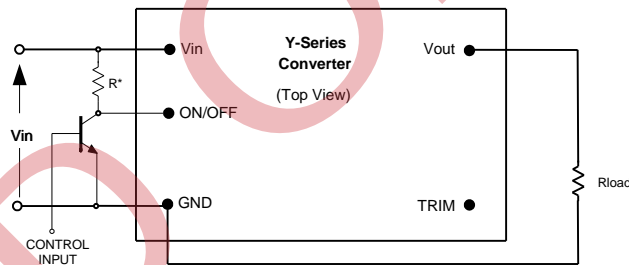 Y-Series
Converter
(Top View)
Vin
Vout
R*
ON/OFF
Vin
GND
TRIM
Rload
CONTROL
INPUT